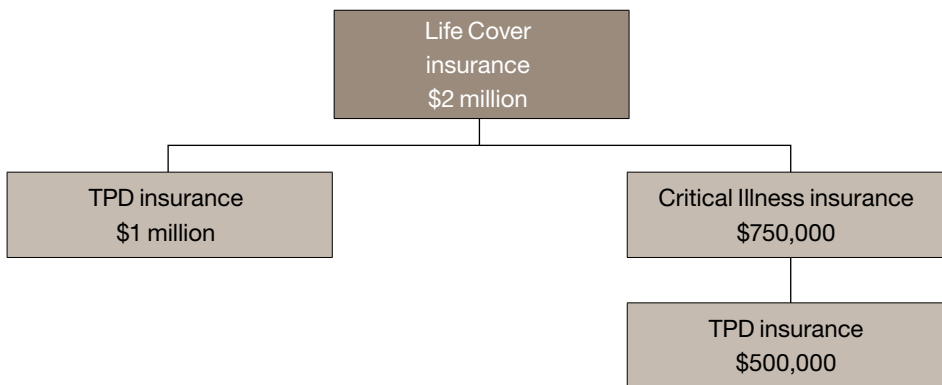 Life Cover
insurance
$2 million
TPD insurance
$1 million
Critical Illness insurance
$750,000
TPD insurance
$500,000